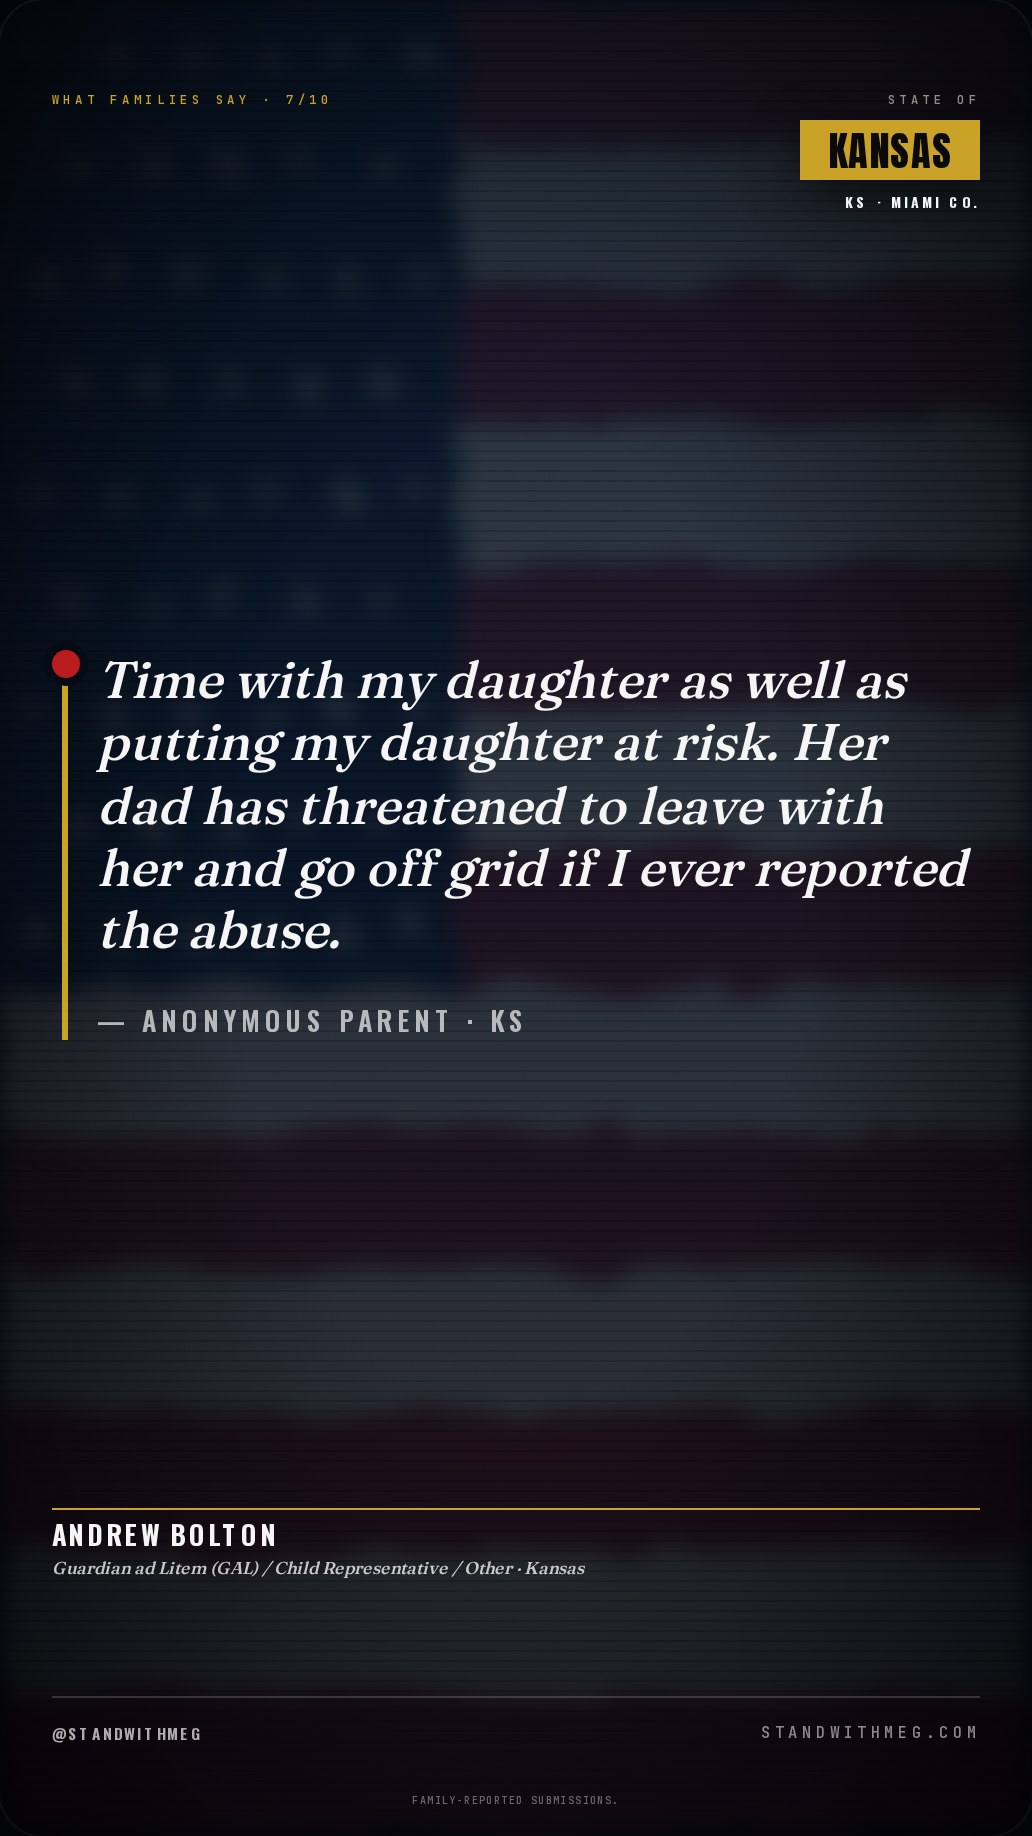 WHAT FAMILIES SAY · 7/10
STATE OF
KANSAS
KS · MIAMI CO.
Time with my daughter as well as
putting my daughter at risk. Her
dad has threatened to leave with
her and go off grid if I ever reported
the abuse.
— ANONYMOUS PARENT · KS
ANDREW BOLTON
Guardian ad Litem (GAL) / Child Representative / Other · Kansas
@STANDWITHMEG
STANDWITHMEG.COM
FAMILY-REPORTED SUBMISSIONS.